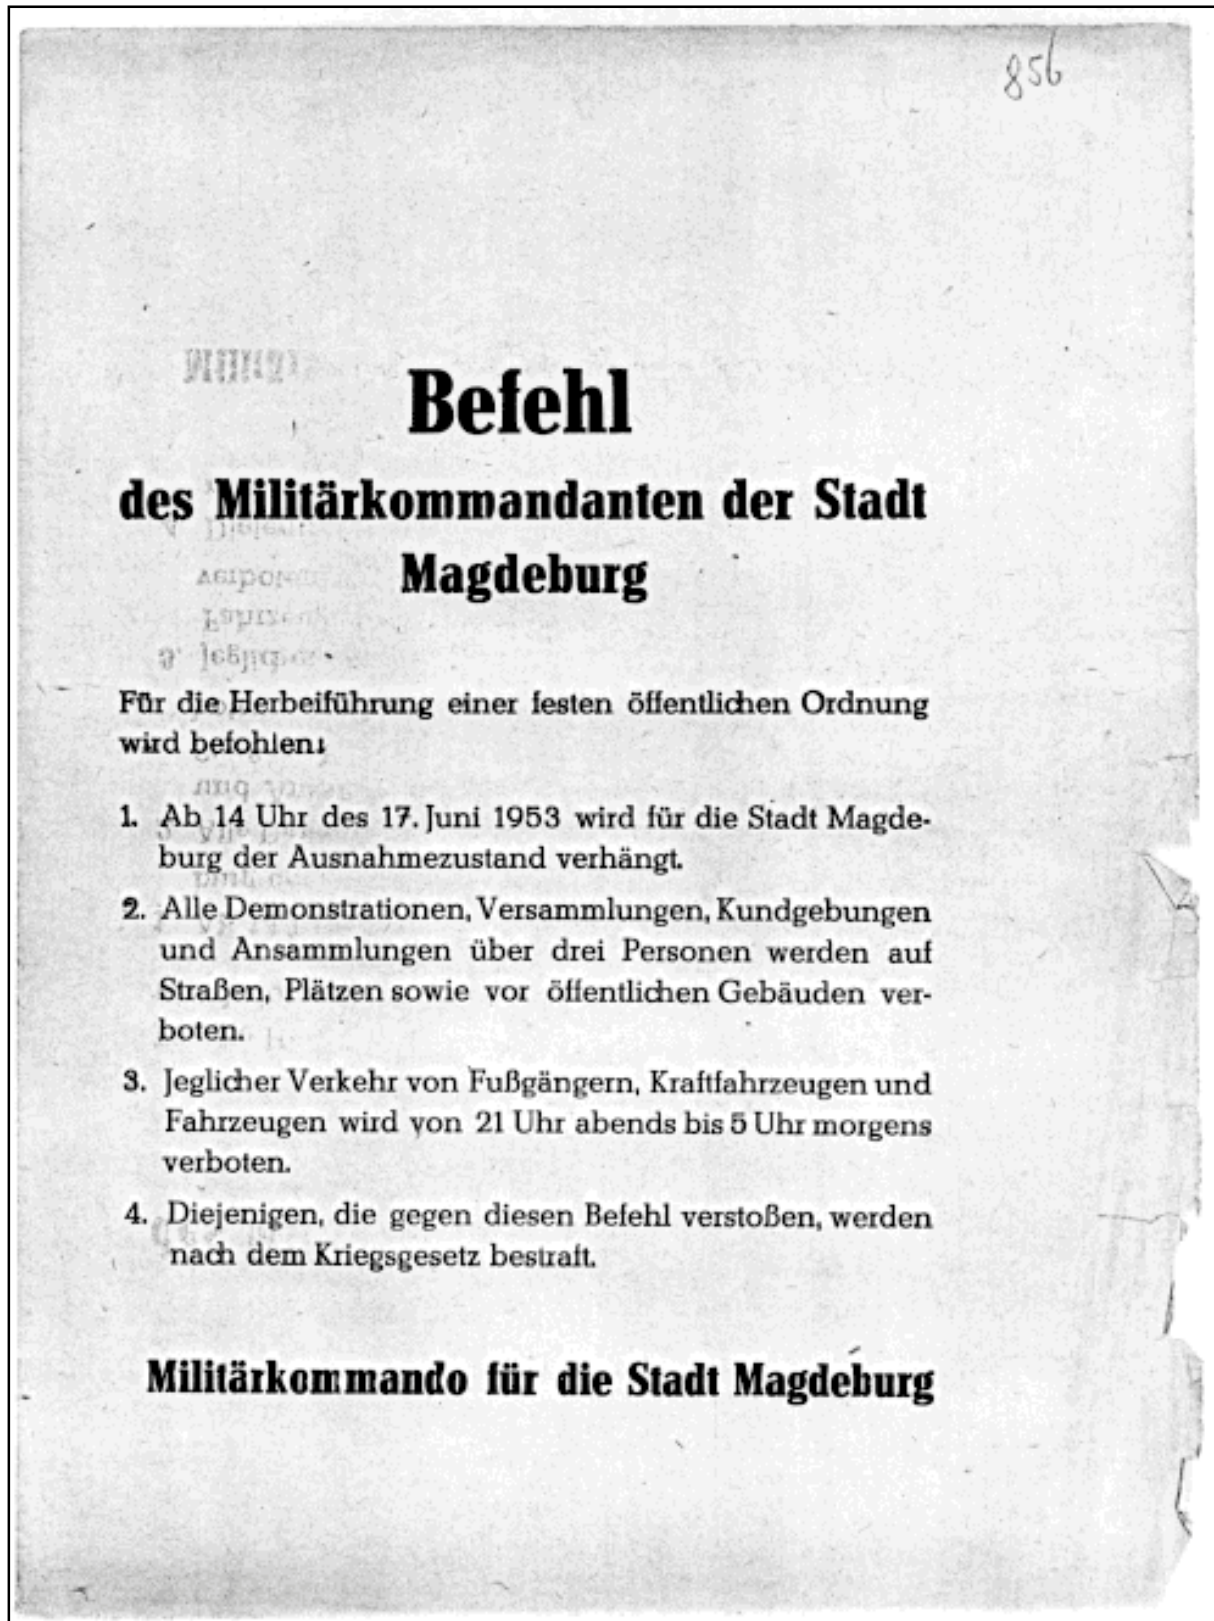 856
Befehl
des Militärkommandanten der Stadt
Magdeburg
Für die Herbeiführung einer festen öffentlichen Ordnung
wird befohlen:
1. Ab 14 Uhr des 17. Juni 1953 wird für die Stadt Magde-
burg der Ausnahmezustand verhängt.
2. Alle Demonstrationen, Versammlungen, Kundgebungen
und Ansammlungen über drei Personen werden auf
Straßen, Plätzen sowie vor öffentlichen Gebäuden ver-
boten.
3. Jeglicher Verkehr von Fußgängern, Kraftfahrzeugen und
Fahrzeugen wird von 21 Uhr abends bis 5 Uhr morgens
verboten.
4. Diejenigen, die gegen diesen Befehl verstoßen, werden
nach dem Kriegsgesetz bestraft.
Militärkommando für die Stadt Magdeburg